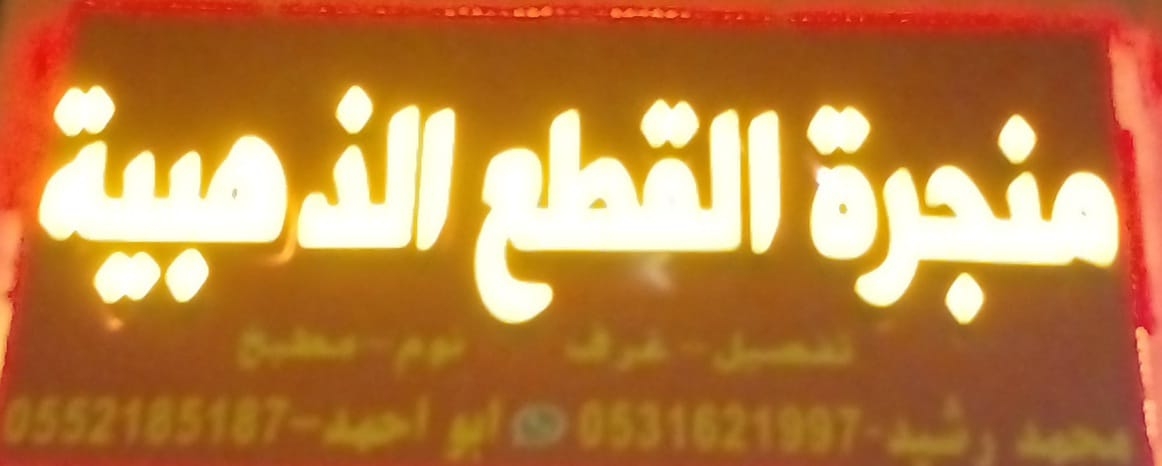 منجرة القطع الذهبية
تفصيل - غرف نوم - مطبخ
محمد رشيد - 0531621997 ابو احمد - 0552185187